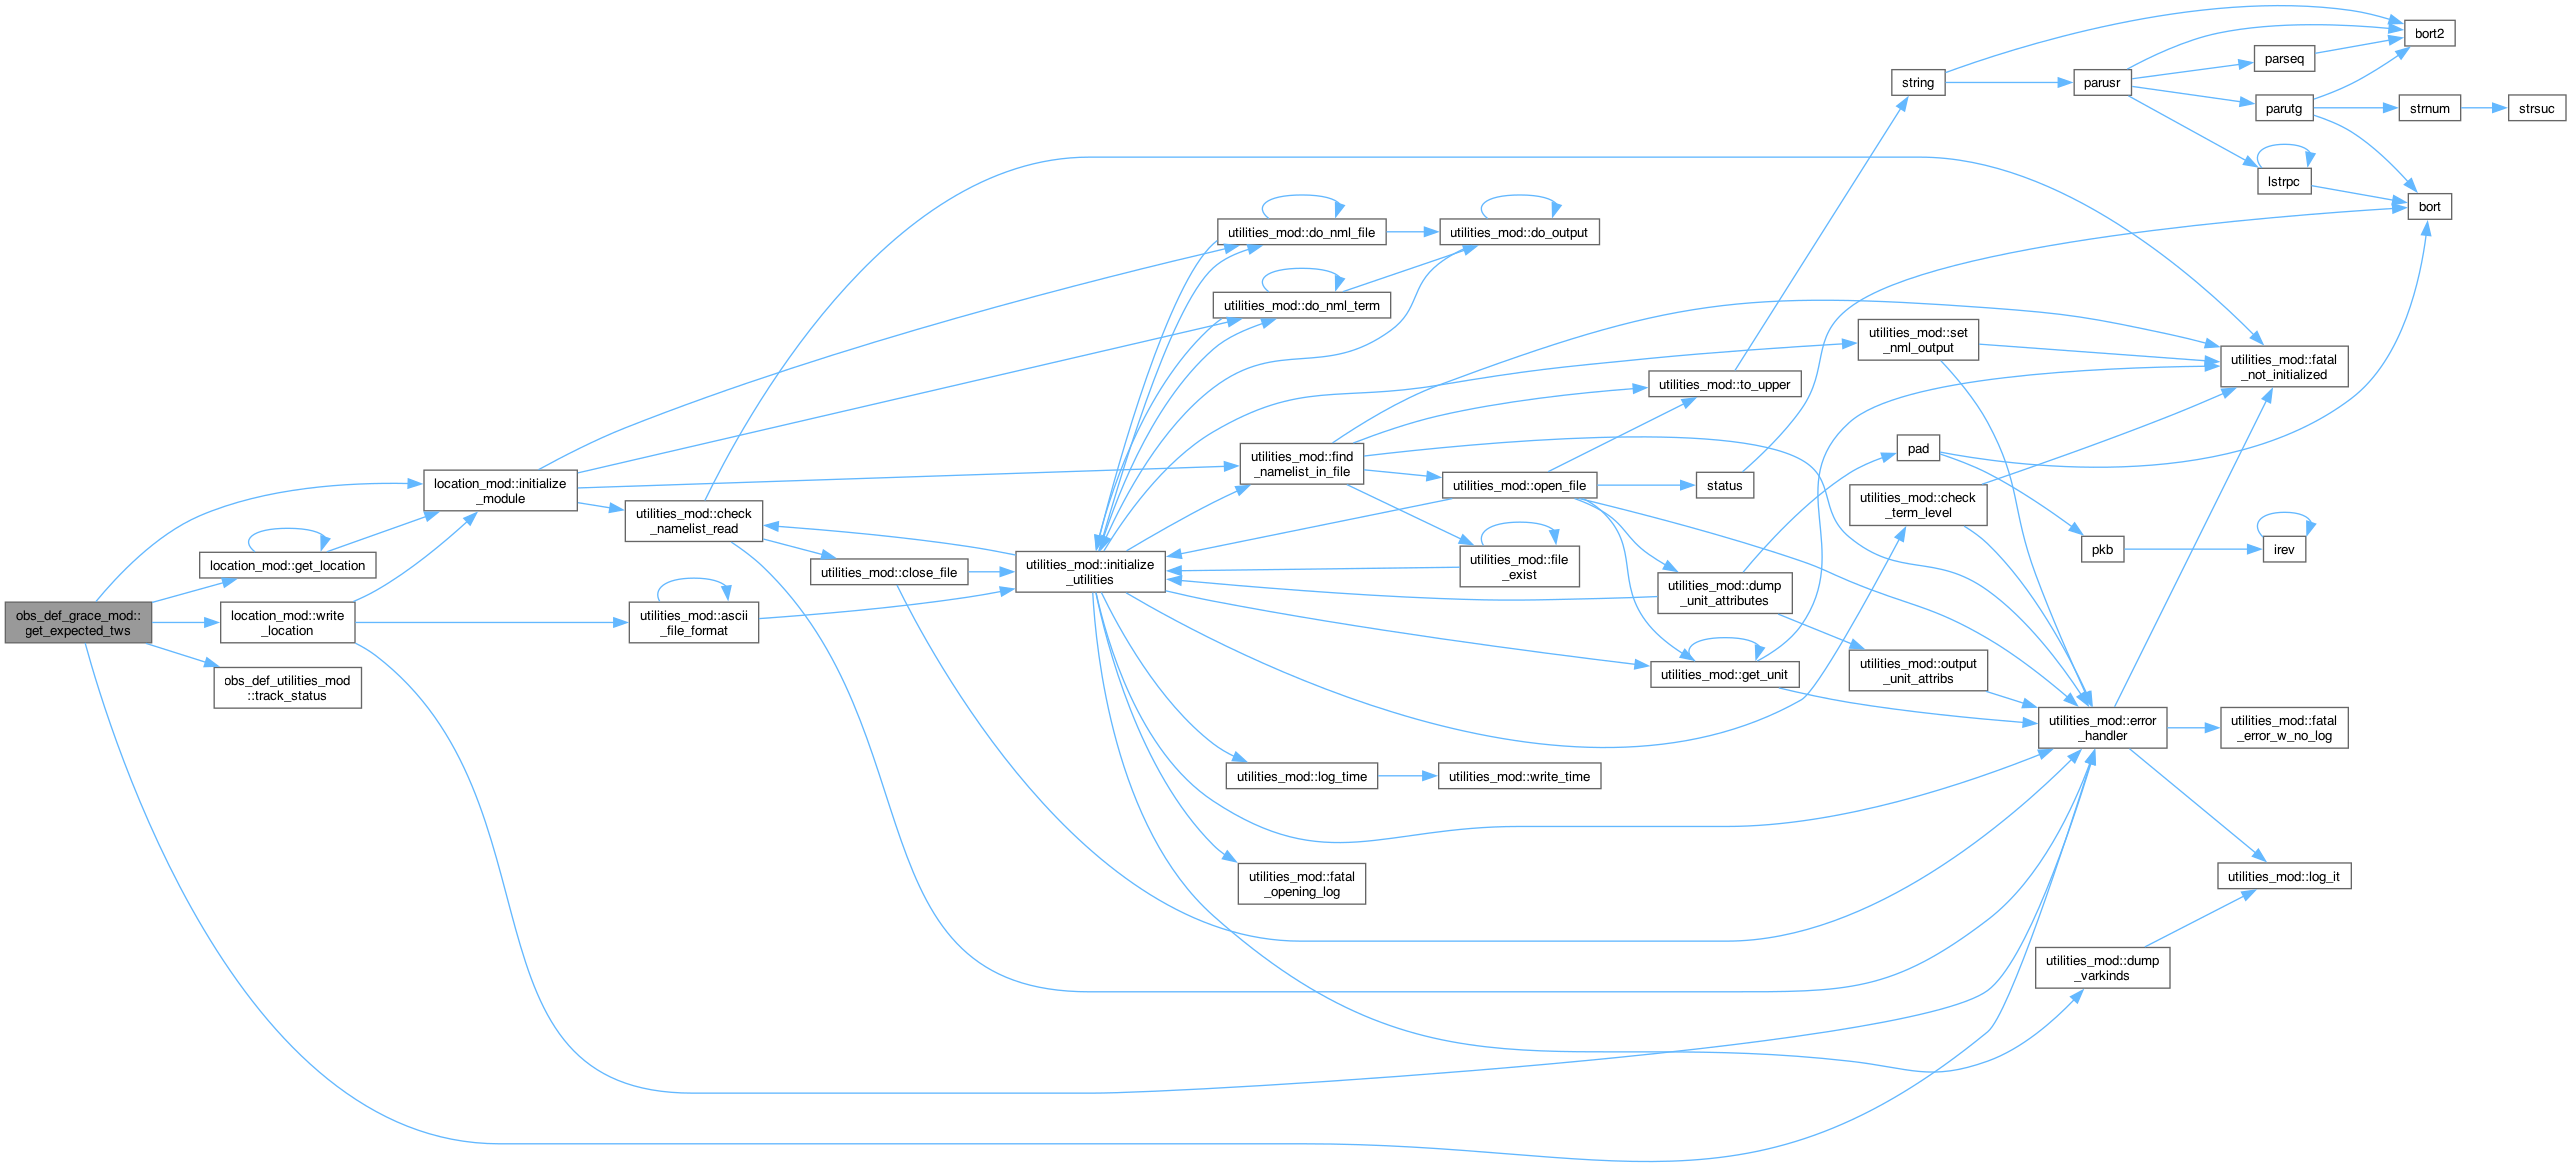 obs_def_grace_mod::
get_expected_tws
location_mod::initialize
_module
location_mod::get_location
location_mod::write
_location
obs_def_utilities_mod
::track_status
utilities_mod::check
_namelist_read
utilities_mod::ascii
_file_format
utilities_mod::close_file
utilities_mod::initialize
_utilities
utilities_mod::do_nml_file
utilities_mod::do_nml_term
utilities_mod::find
_namelist_in_file
utilities_mod::log_time
utilities_mod::fatal
_opening_log
utilities_mod::do_output
utilities_mod::open_file
utilities_mod::file
_exist
utilities_mod::write_time
utilities_mod::to_upper
status
utilities_mod::dump
_unit_attributes
utilities_mod::get_unit
string
utilities_mod::set
_nml_output
pad
utilities_mod::check
_term_level
utilities_mod::output
_unit_attribs
parusr
pkb
utilities_mod::error
_handler
utilities_mod::dump
_varkinds
parseq
parutg
lstrpc
utilities_mod::fatal
_not_initialized
irev
utilities_mod::fatal
_error_w_no_log
utilities_mod::log_it
bort2
strnum
bort
strsuc